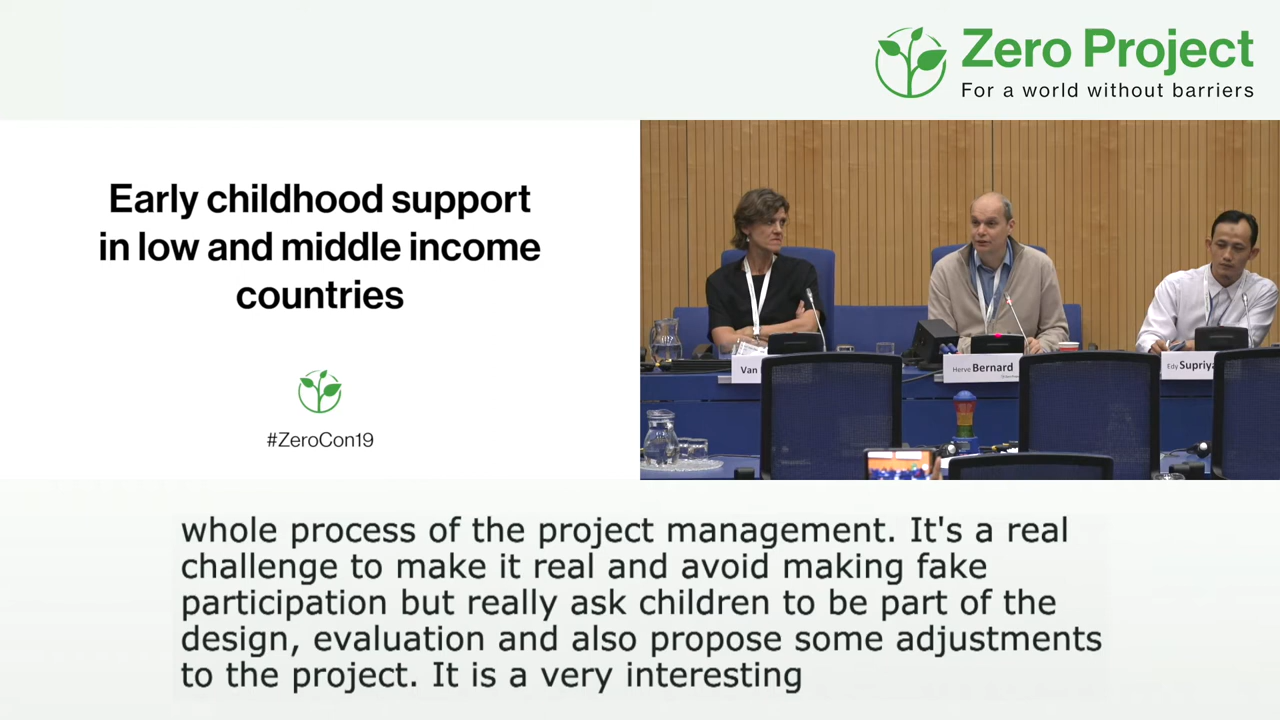 Zero Project
For a world without barriers
Early childhood support
in low and middle income
countries
#ZeroCon19
Van
Herve Bernard
Edy Supriya
whole process of the project management. It's a real
challenge to make it real and avoid making fake
participation but really ask children to be part of the
design, evaluation and also propose some adjustments
to the project. It is a very interesting